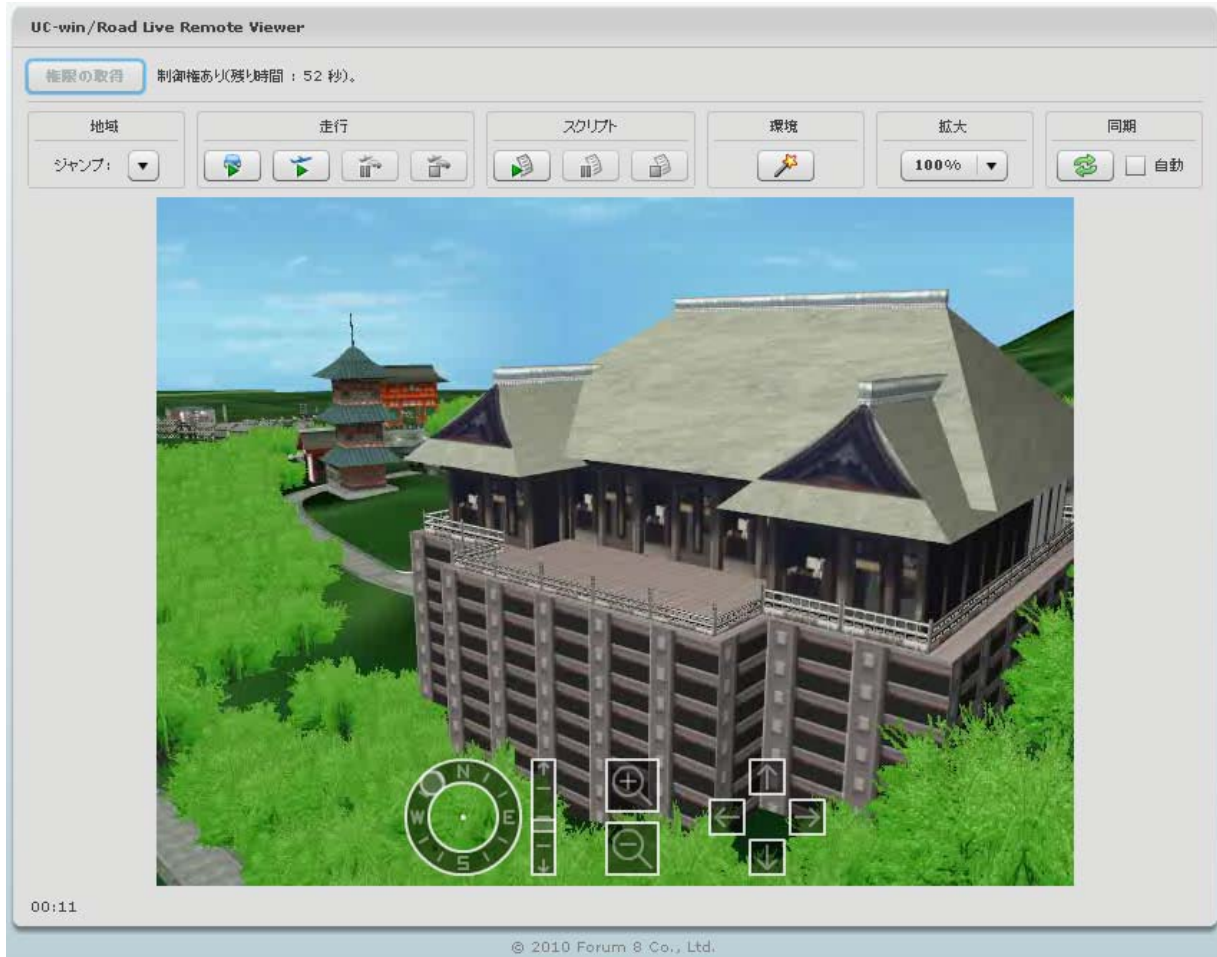 UC-win/Road Live Remote Viewer
権限の取得 制御権あり(残り時間 : 52 秒)。
地域 走行 スクリプト 環境 拡大 同期
ジャンプ: 100% 自動
N
W E
S
00:11
© 2010 Forum 8 Co., Ltd.